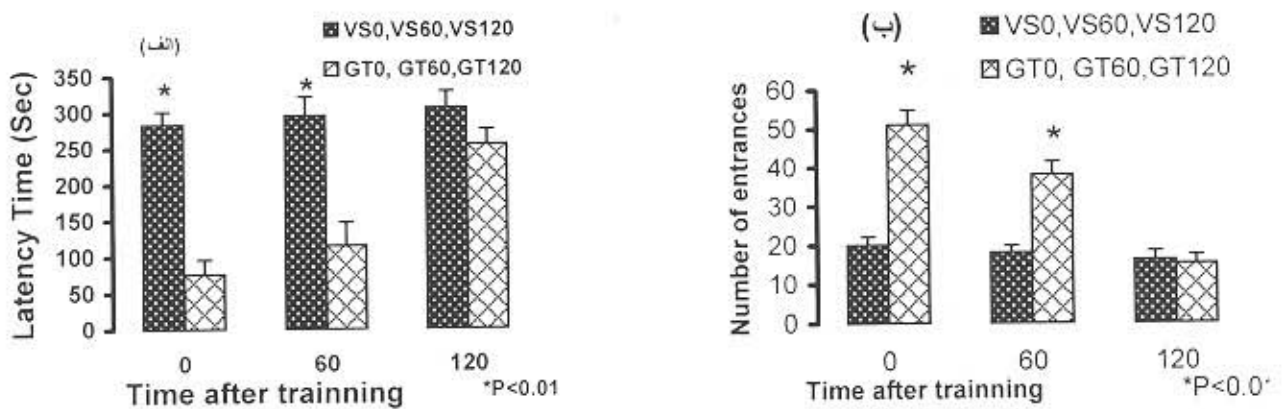 (الف)
VS0,VS60,VS120
GT0, GT60,GT120
Latency Time (Sec)
350
300
250
200
150
100
50
0
*
*
0
60
120
Time after trainning
*P<0.01
(ب)
VS0,VS60,VS120
GT0, GT60,GT120
Number of entrances
60
50
40
30
20
10
0
*
*
0
60
120
Time after trainning
*P<0.0